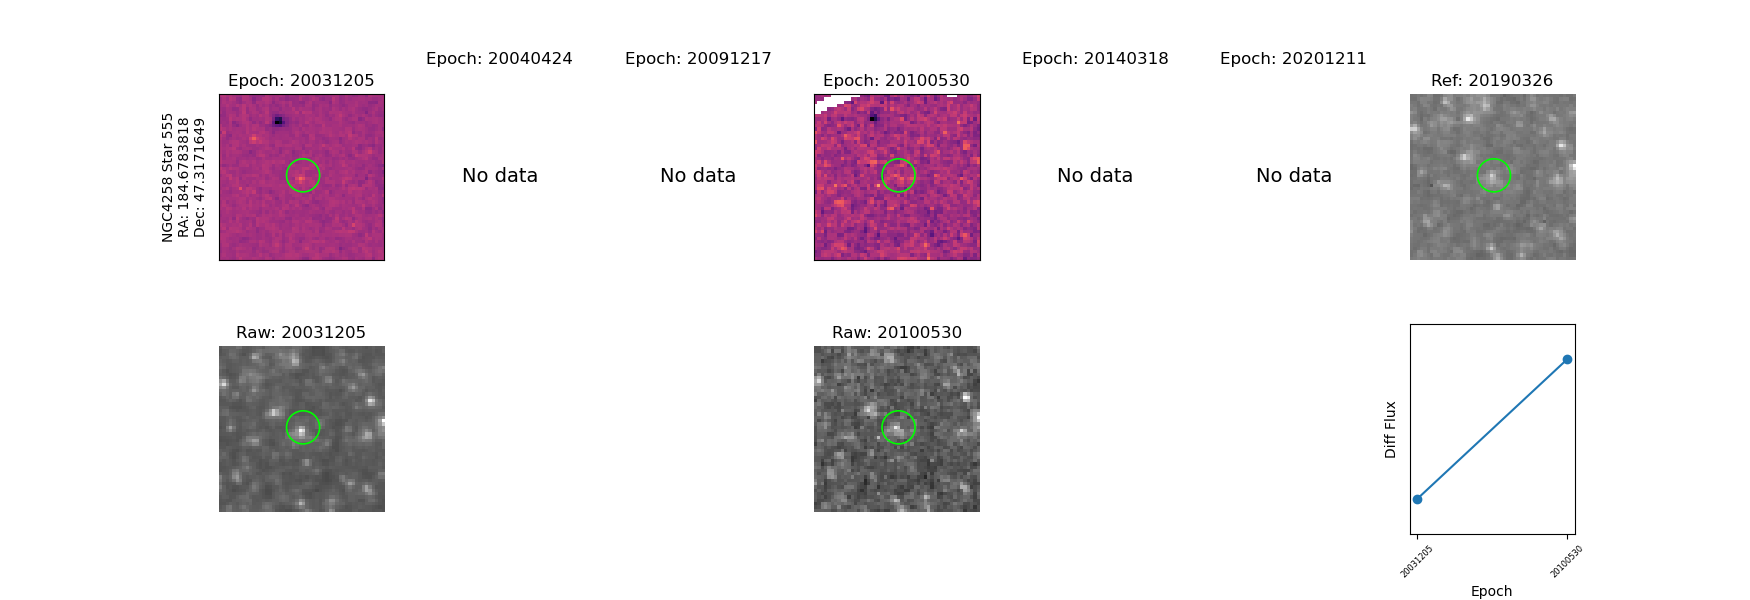 NGC4258 Star 555
RA: 184.6783818
Dec: 47.3171649
Epoch: 20031205
Epoch: 20040424
No data
Epoch: 20091217
No data
Epoch: 20100530
Epoch: 20140318
No data
Epoch: 20201211
No data
Ref: 20190326
Raw: 20031205
Raw: 20100530
Diff Flux
20031205
20100530
Epoch